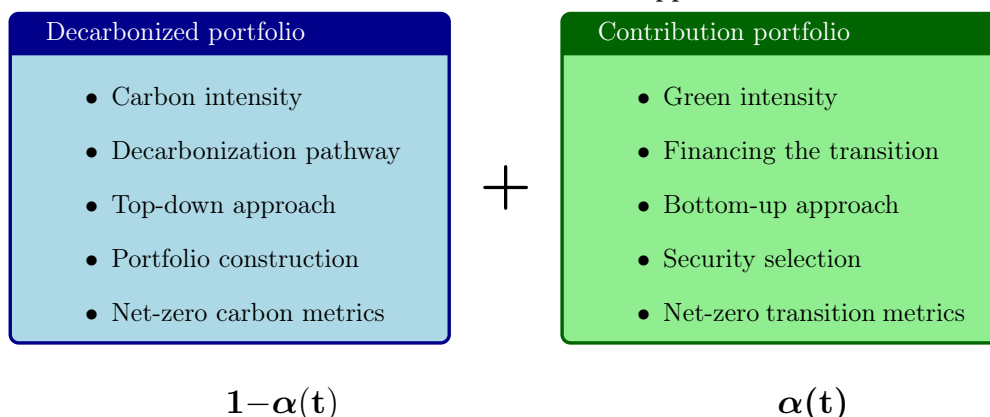 Decarbonized portfolio
• Carbon intensity
• Decarbonization pathway
• Top-down approach
• Portfolio construction
• Net-zero carbon metrics
+
Contribution portfolio
• Green intensity
• Financing the transition
• Bottom-up approach
• Security selection
• Net-zero transition metrics
1−α(t)
α(t)